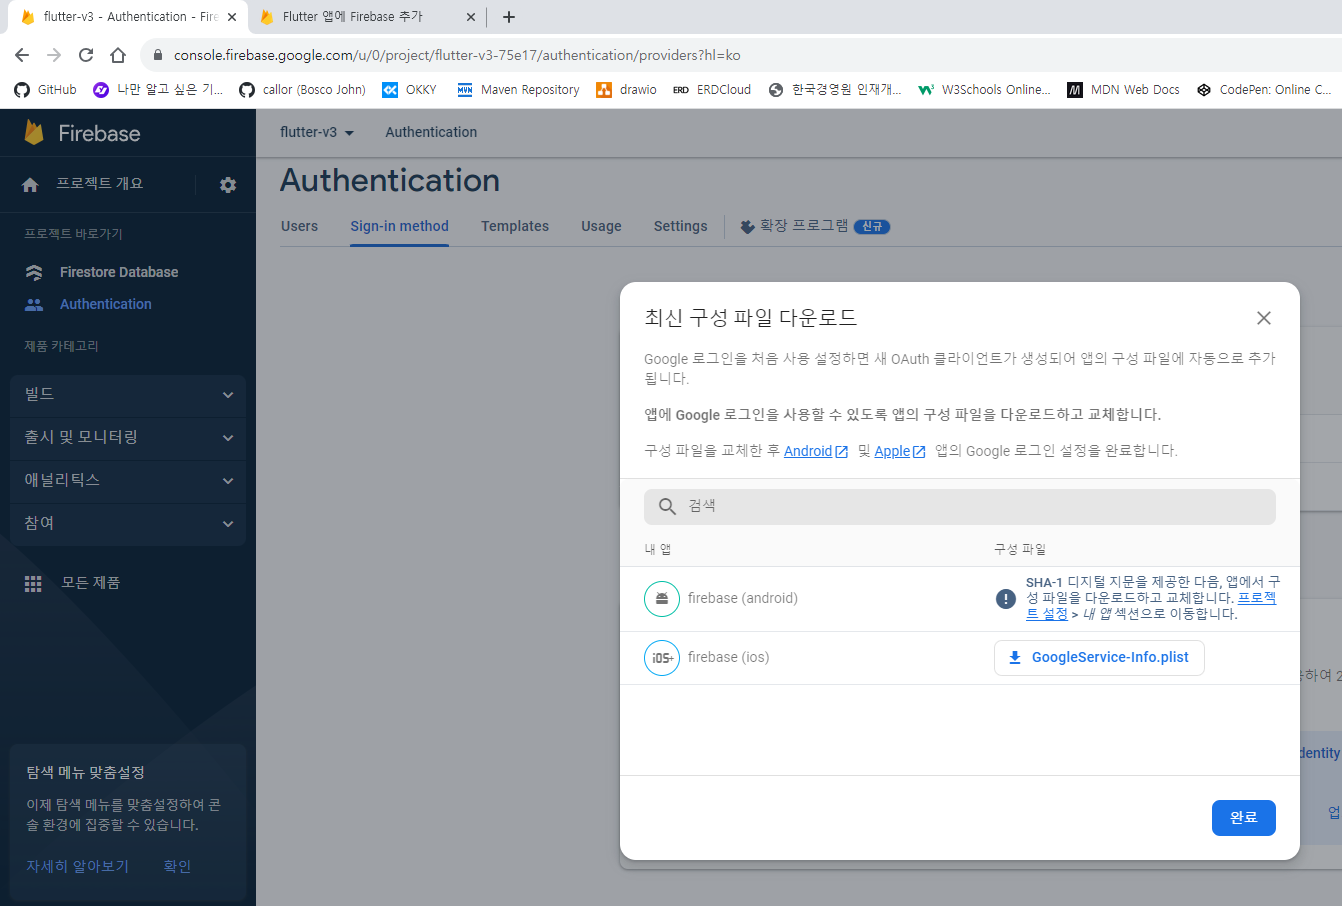 flutter-v3 - Authentication - Fire
Flutter 앱에 Firebase 추가
console.firebase.google.com/u/0/project/flutter-v3-75e17/authentication/providers?hl=ko
GitHub
나만 알고 싶은 기...
callor (Bosco John)
OKKY
MVN Maven Repository
drawio
ERD ERDCloud
한국경영원 인재개...
W3Schools Online...
MDN Web Docs
CodePen: Online C...
Firebase
flutter-v3
Authentication
프로젝트 개요
Authentication
Users
Sign-in method
Templates
Usage
Settings
확장 프로그램 신규
프로젝트 바로가기
Firestore Database
Authentication
제품 카테고리
빌드
출시 및 모니터링
애널리틱스
참여
모든 제품
탐색 메뉴 맞춤설정
이제 탐색 메뉴를 맞춤설정하여 콘
솔 환경에 집중할 수 있습니다.
자세히 알아보기
확인
최신 구성 파일 다운로드
Google 로그인을 처음 사용 설정하면 새 OAuth 클라이언트가 생성되어 앱의 구성 파일에 자동으로 추가
됩니다.
앱에 Google 로그인을 사용할 수 있도록 앱의 구성 파일을 다운로드하고 교체합니다.
구성 파일을 교체한 후 Android 및 Apple 앱의 Google 로그인 설정을 완료합니다.
검색
내 앱
구성 파일
firebase (android)
SHA-1 디지털 지문을 제공한 다음, 앱에서 구
성 파일을 다운로드하고 교체합니다. 프로젝
트 설정 > 내 앱 섹션으로 이동합니다.
iOS+ firebase (ios)
GoogleService-Info.plist
완료
하여 2
dentity
업